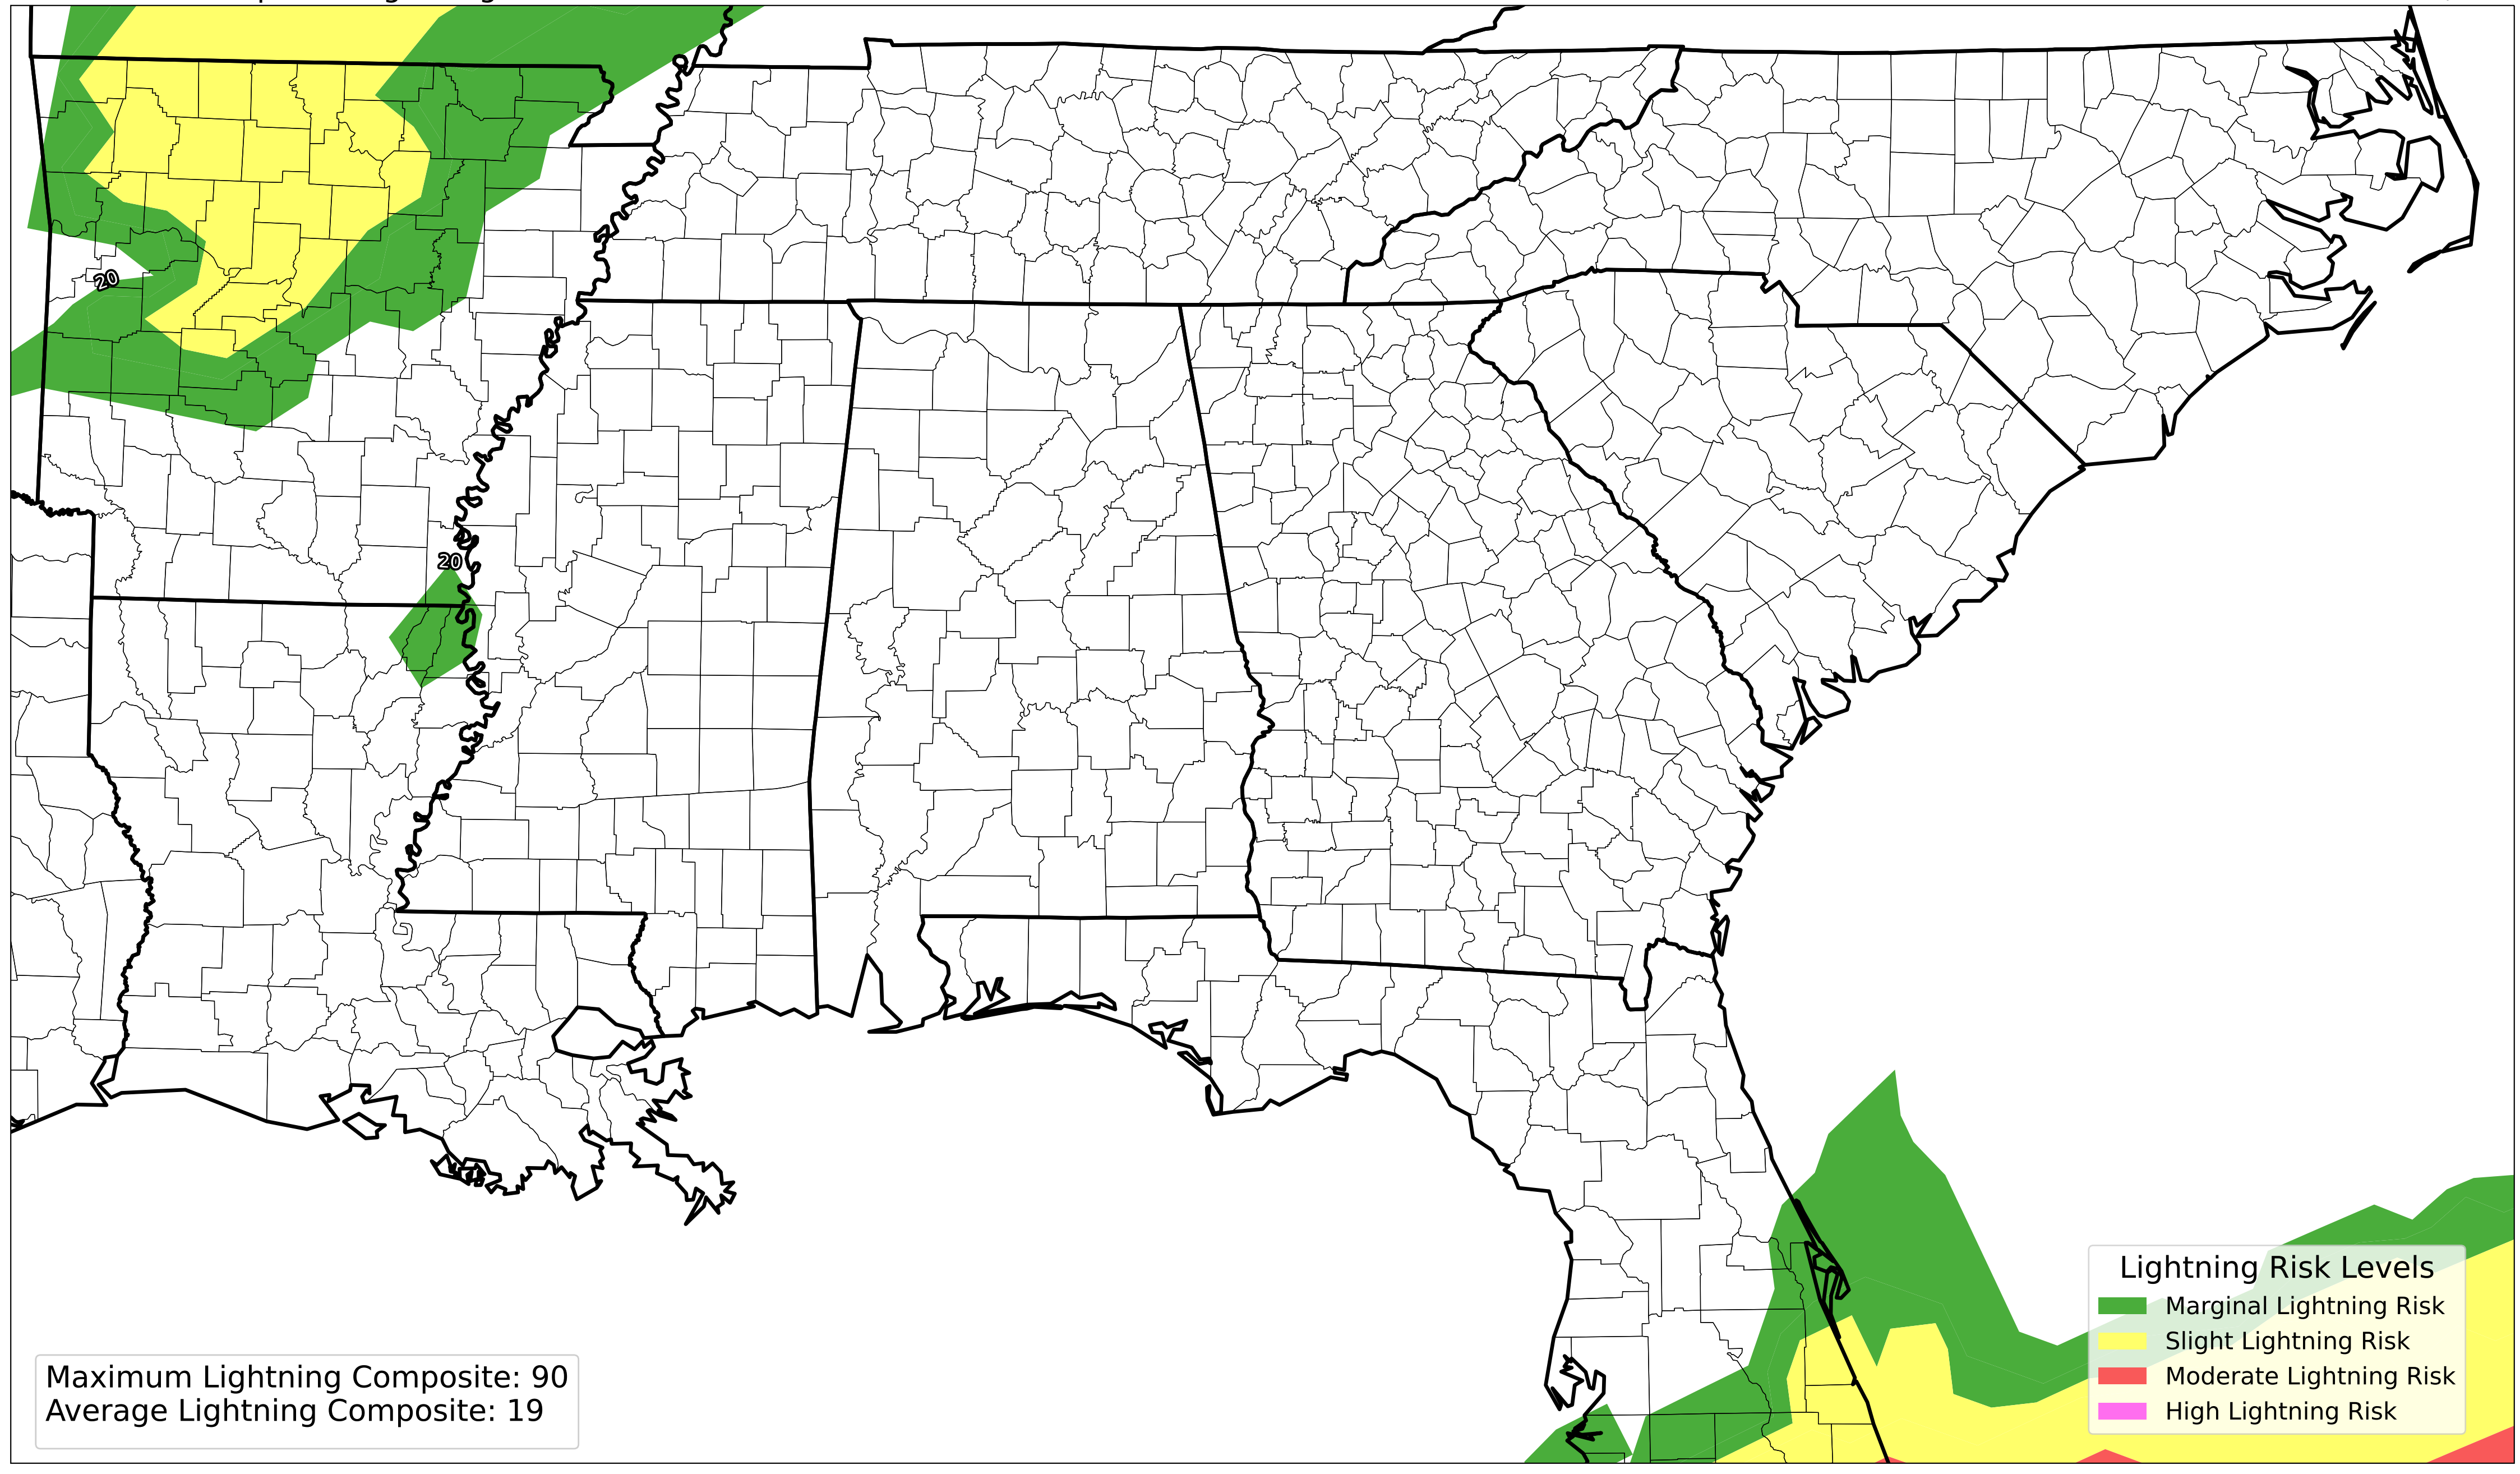 20
20
Lightning Risk Levels
Marginal Lightning Risk
Slight Lightning Risk
Moderate Lightning Risk
High Lightning Risk
Maximum Lightning Composite: 90
Average Lightning Composite: 19